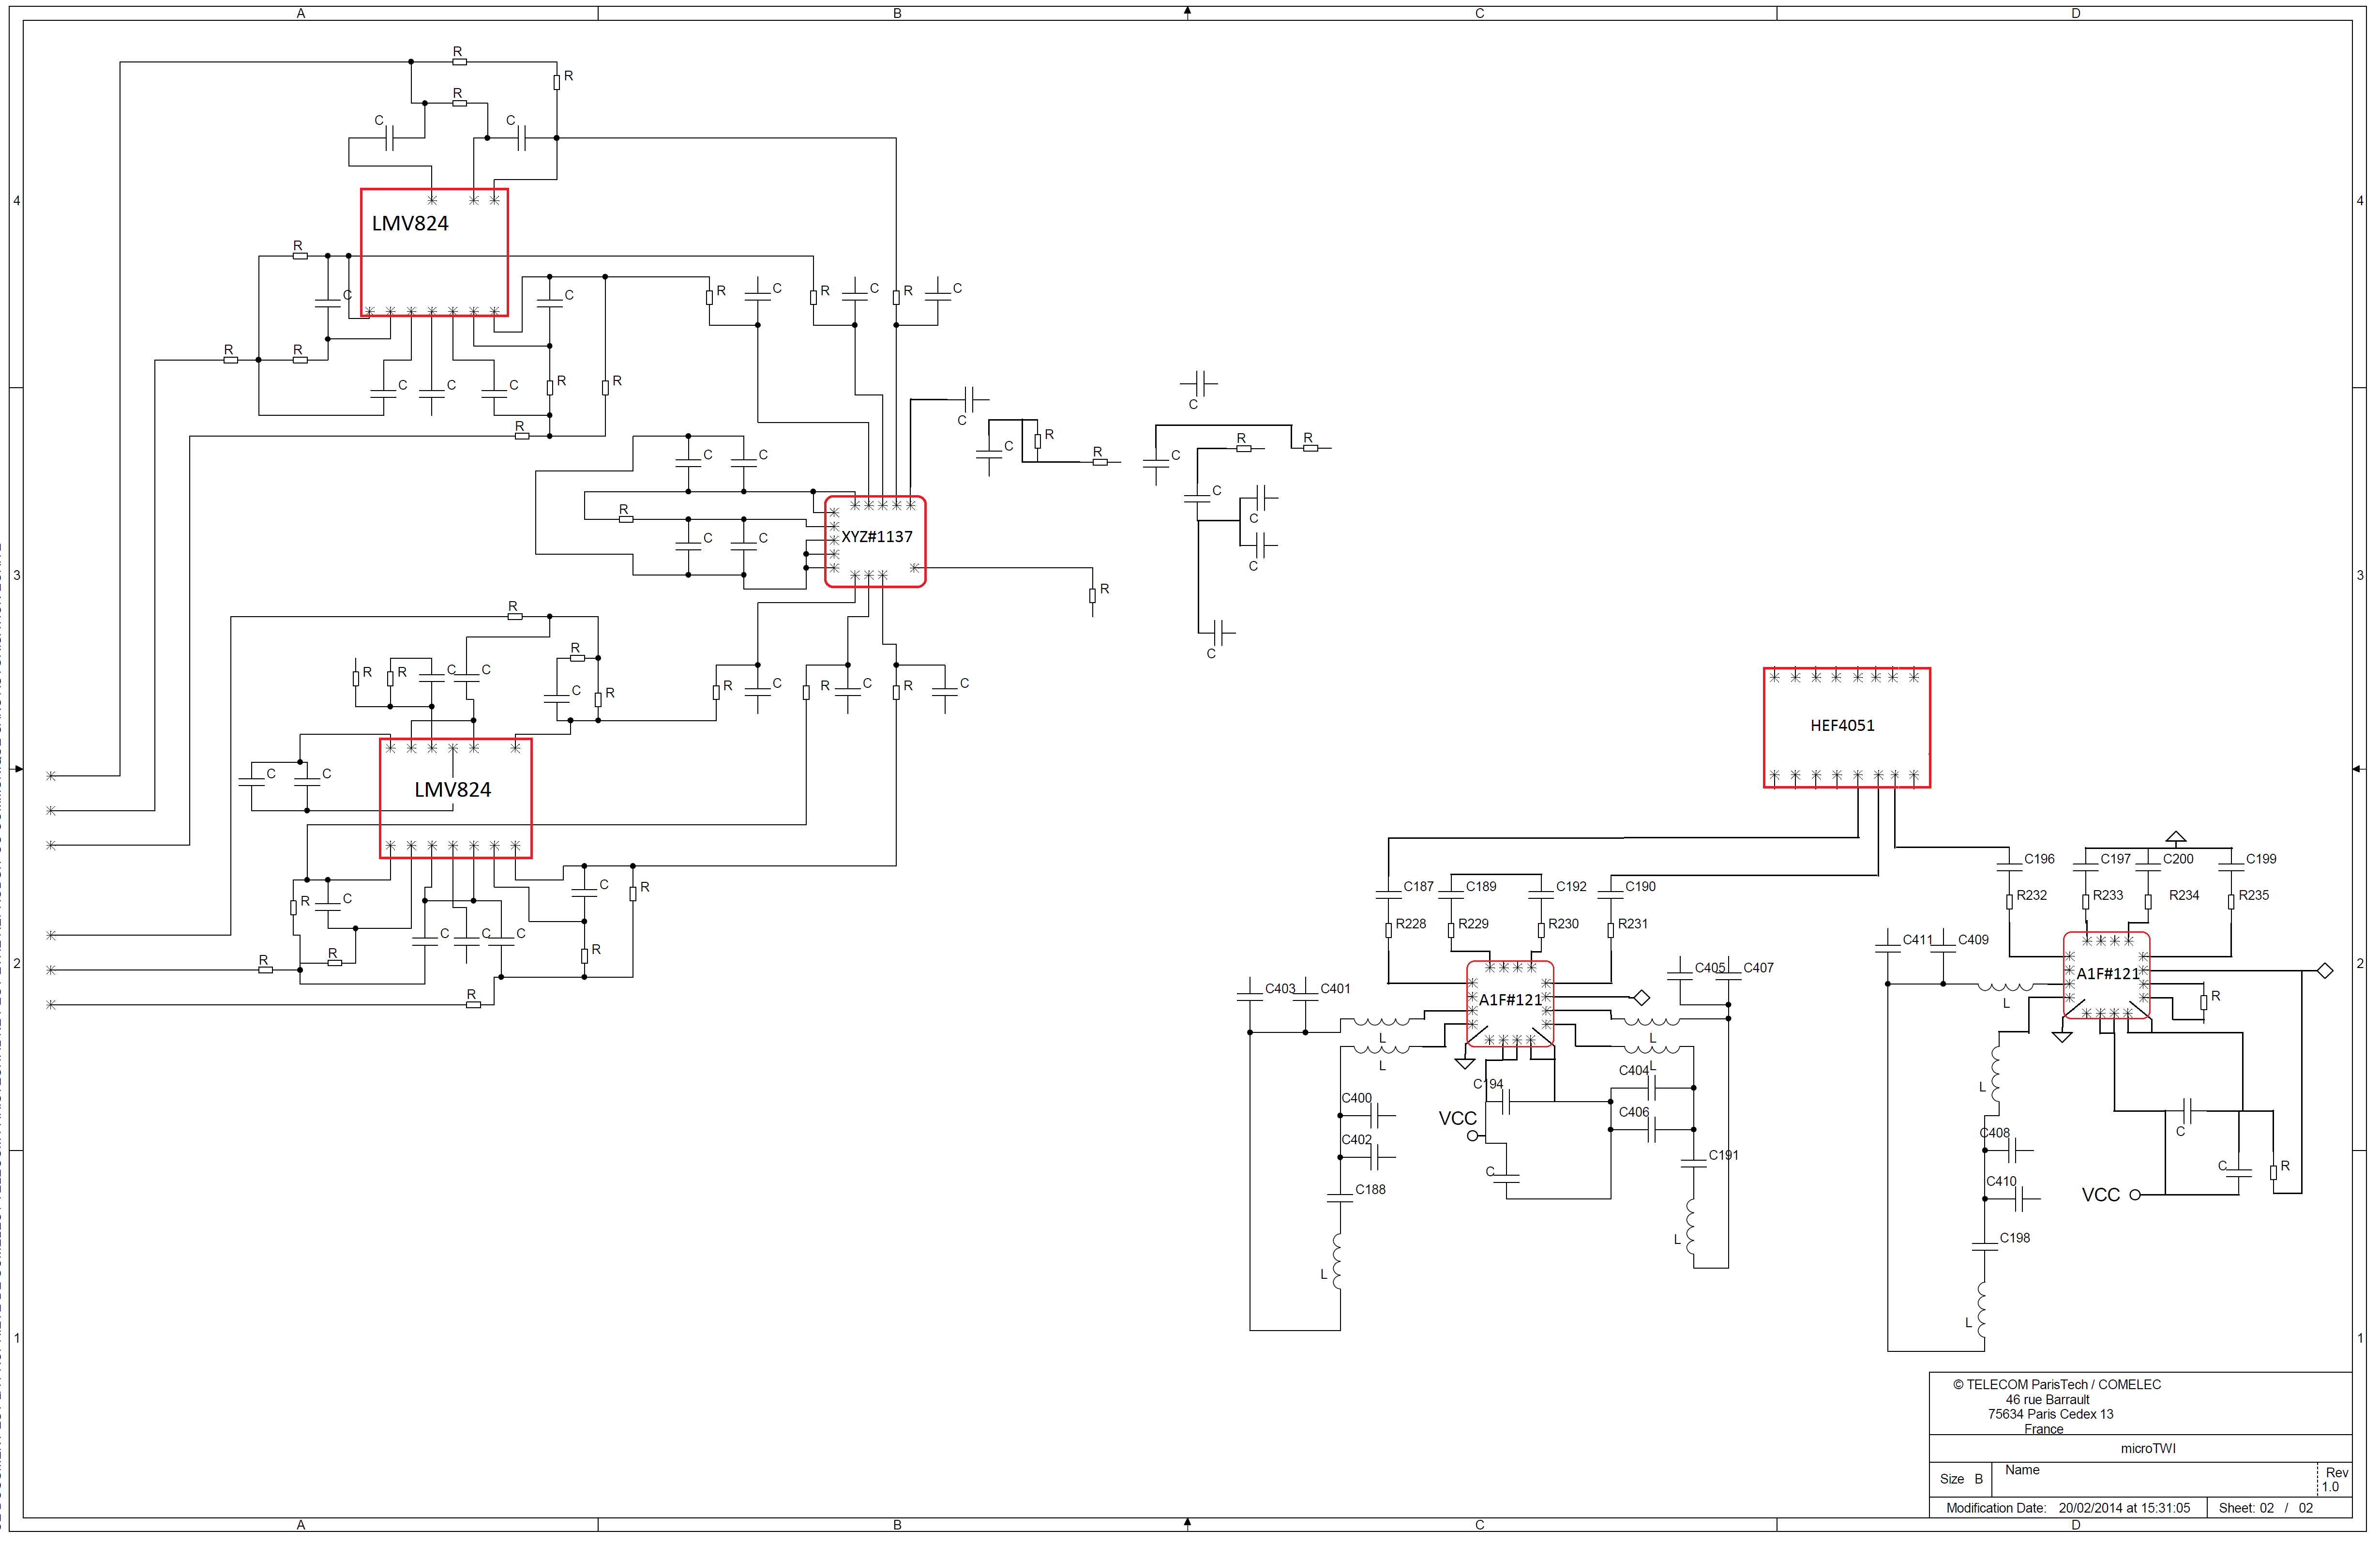 A B C D
R
R
R
C C
4 4
LMV824
R
C C R C R C R C
R R
C C R R
R
C
C
C R R
C R R
C C C
C
R
C
XYZ#1137
C C
C
3 3
R
R
C
R
R R C C
C R
R C R C R C
HEF4051
LMV824
C C
C196 C197 C200 C199
C187 C189 C192 C190
R232 R233 R234 R235
C R
R C
R228 R229 R230 R231
C C C
R
R
R
2 2
C411 C409
A1F#121
C405 C407
C403 C401
A1F#121
L
R
L L
L L
C404
C194
C400
C406
VCC
C402
C191
C
C188
L
L
L
C408
C
C410
C R
VCC
C198
L
1 1
© TELECOM ParisTech / COMELEC
46 rue Barrault
75634 Paris Cedex 13
France
microTWI
Size B Name Rev
1.0
Modification Date: 20/02/2014 at 15:31:05 Sheet: 02 / 02
A B C D